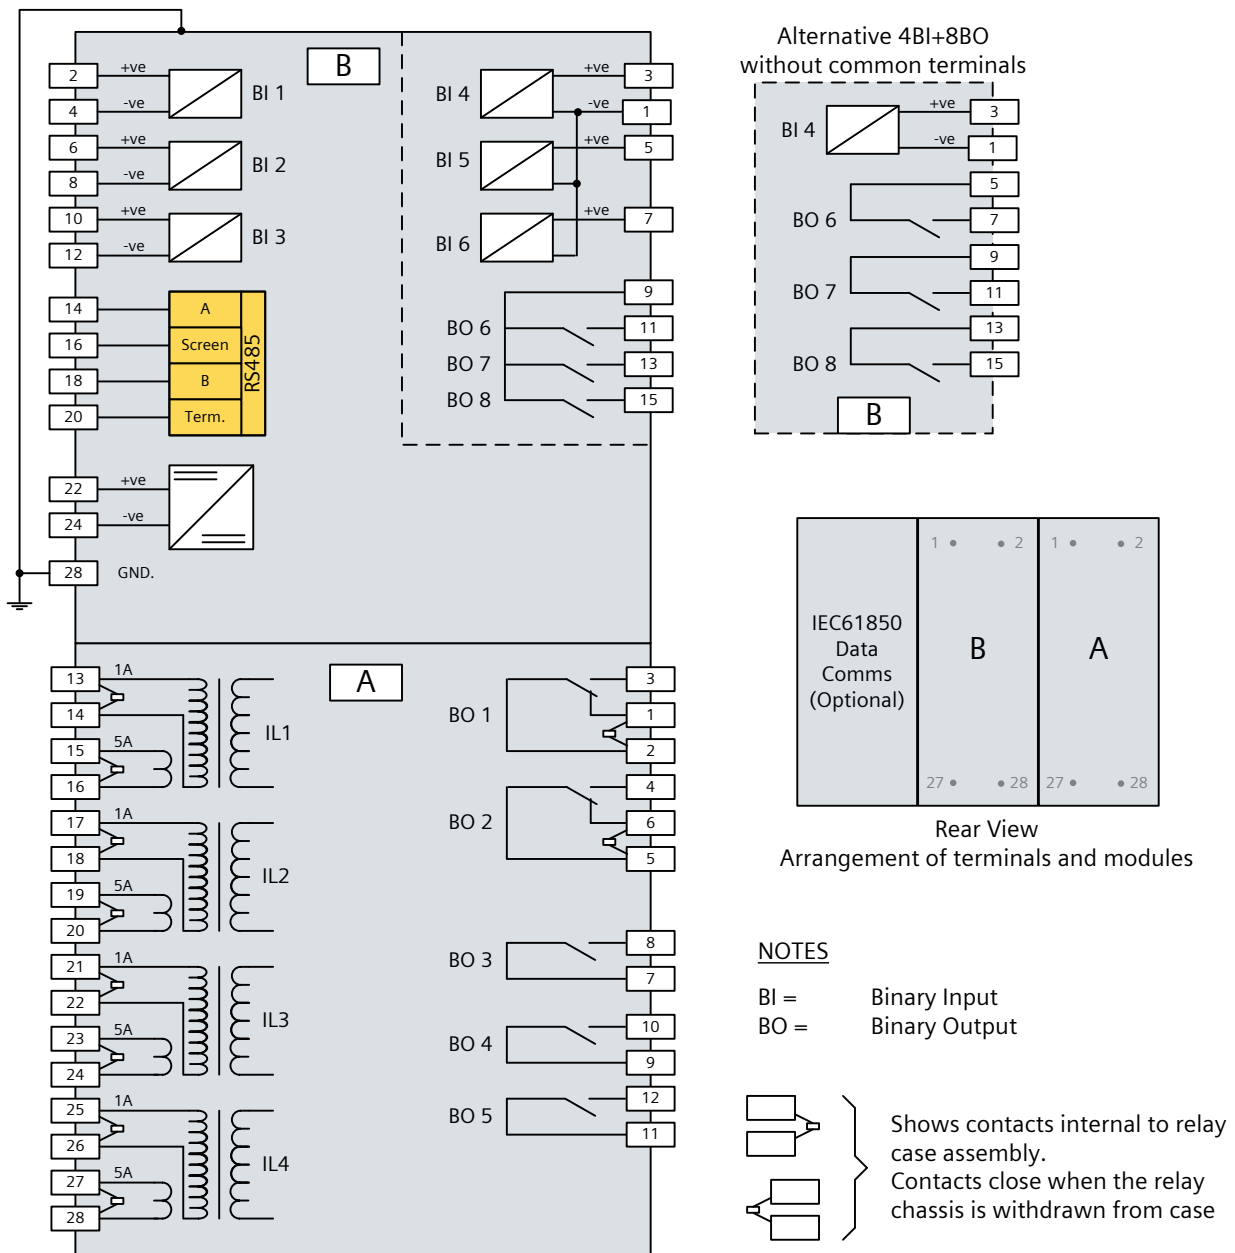 B
2 +ve
4 -ve
BI 1
6 +ve
8 -ve
BI 2
10 +ve
12 -ve
BI 3
14 A
16 Screen
18 B
20 Term.
RS485
22 +ve
24 -ve
28 GND.
BI 4 +ve 3
-ve 1
BI 5 +ve 5
BI 6 +ve 7
9
BO 6 11
BO 7 13
BO 8 15
Alternative 4BI+8BO
without common terminals
BI 4 +ve 3
-ve 1
5
BO 6 7
9
BO 7 11
13
BO 8 15
B
A
13 1A
14
15 5A
16
IL1
17 1A
18
19 5A
20
IL2
21 1A
22
23 5A
24
IL3
25 1A
26
27 5A
28
IL4
BO 1
3
1
2
BO 2
4
6
5
BO 3
8
7
BO 4
10
9
BO 5
12
11
IEC61850
Data
Comms
(Optional)
1 2
B
27 28
1 2
A
27 28
Rear View
Arrangement of terminals and modules
NOTES
BI = Binary Input
BO = Binary Output
Shows contacts internal to relay
case assembly.
Contacts close when the relay
chassis is withdrawn from case